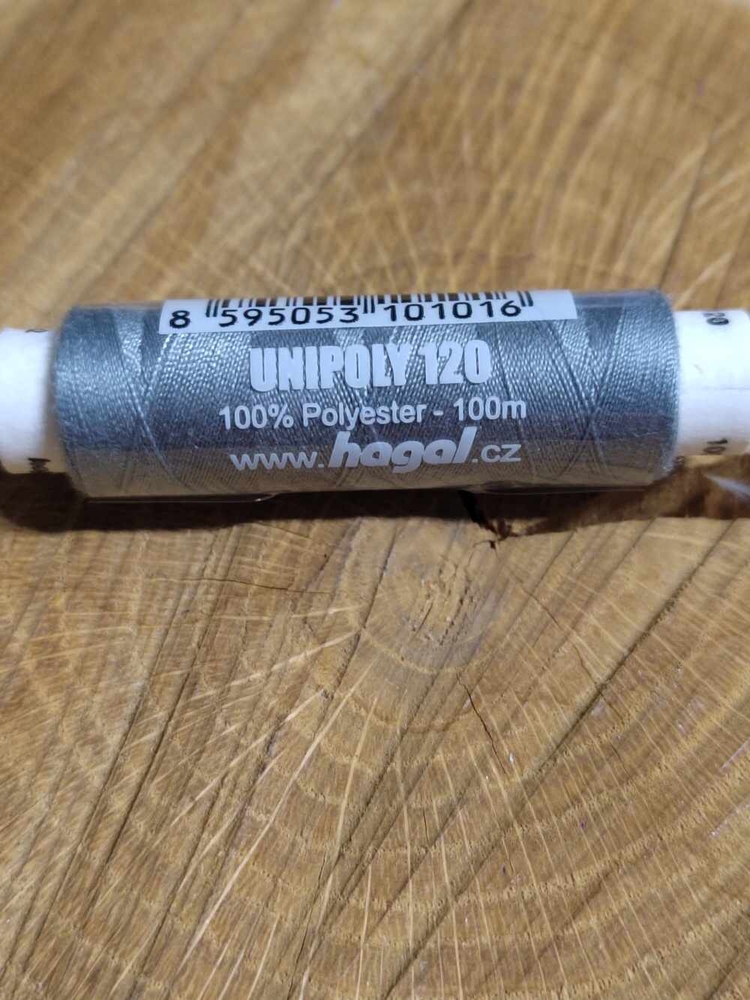 8 595053 101016
UNIPOLY 120
100% Polyester - 100m
www.hagal.cz